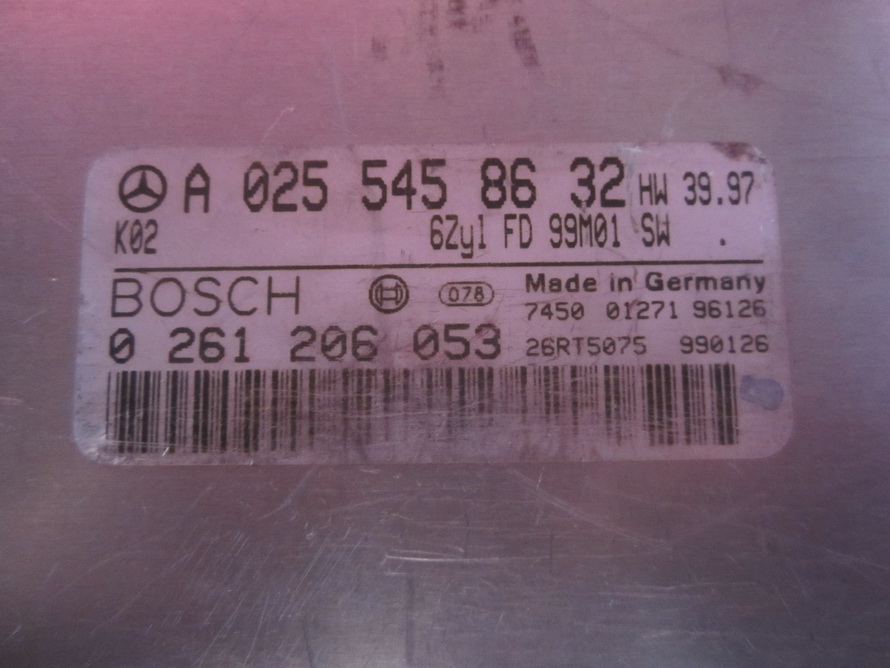 A 025 545 86 32 HW 39.97
K02 6Zyl FD 99M01 SW .
BOSCH 078 Made in Germany
7450 01271 96126
0 261 206 053 26RT5075 990126